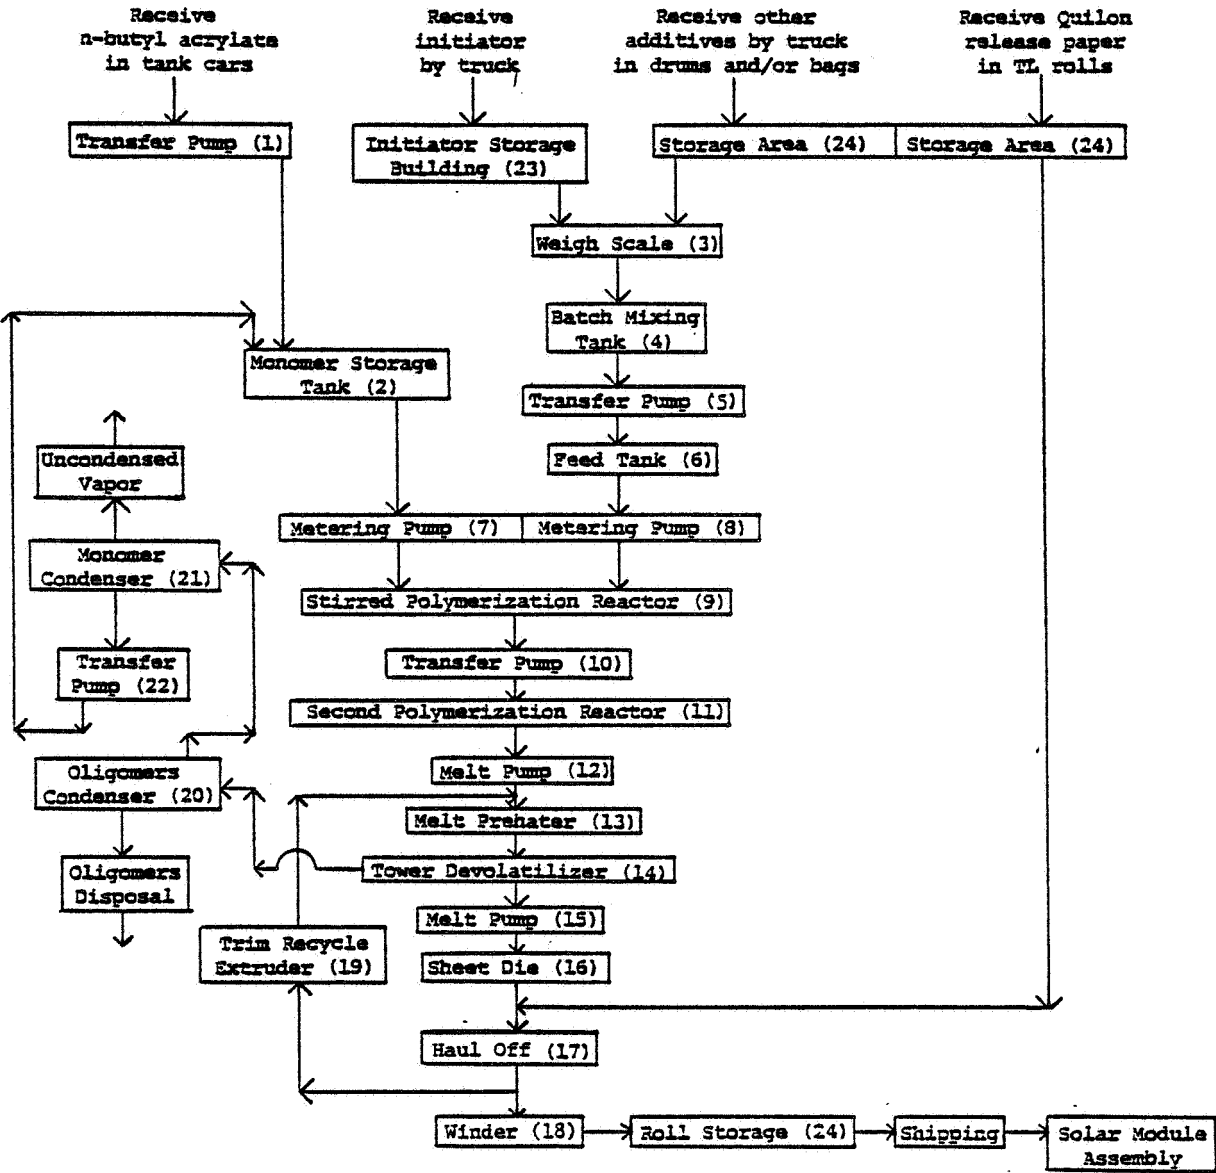 Receive
n-butyl acrylate
in tank cars
Receive
initiator
by truck
Receive other
additives by truck
in drums and/or bags
Receive Quilon
release paper
in TL rolls
Transfer Pump (1)
Initiator Storage
Building (23)
Storage Area (24)
Storage Area (24)
Weigh Scale (3)
Batch Mixing
Tank (4)
Monomer Storage
Tank (2)
Transfer Pump (5)
Uncondensed
Vapor
Feed Tank (6)
Metering Pump (7)
Metering Pump (8)
Monomer
Condenser (21)
Stirred Polymerization Reactor (9)
Transfer
Pump (22)
Transfer Pump (10)
Second Polymerization Reactor (11)
Oligomers
Condenser (20)
Melt Pump (12)
Melt Prehater (13)
Oligomers
Disposal
Tower Devolatilizer (14)
Melt Pump (15)
Trim Recycle
Extruder (19)
Sheet Die (16)
Haul Off (17)
Winder (18)
Roll Storage (24)
Shipping
Solar Module
Assembly